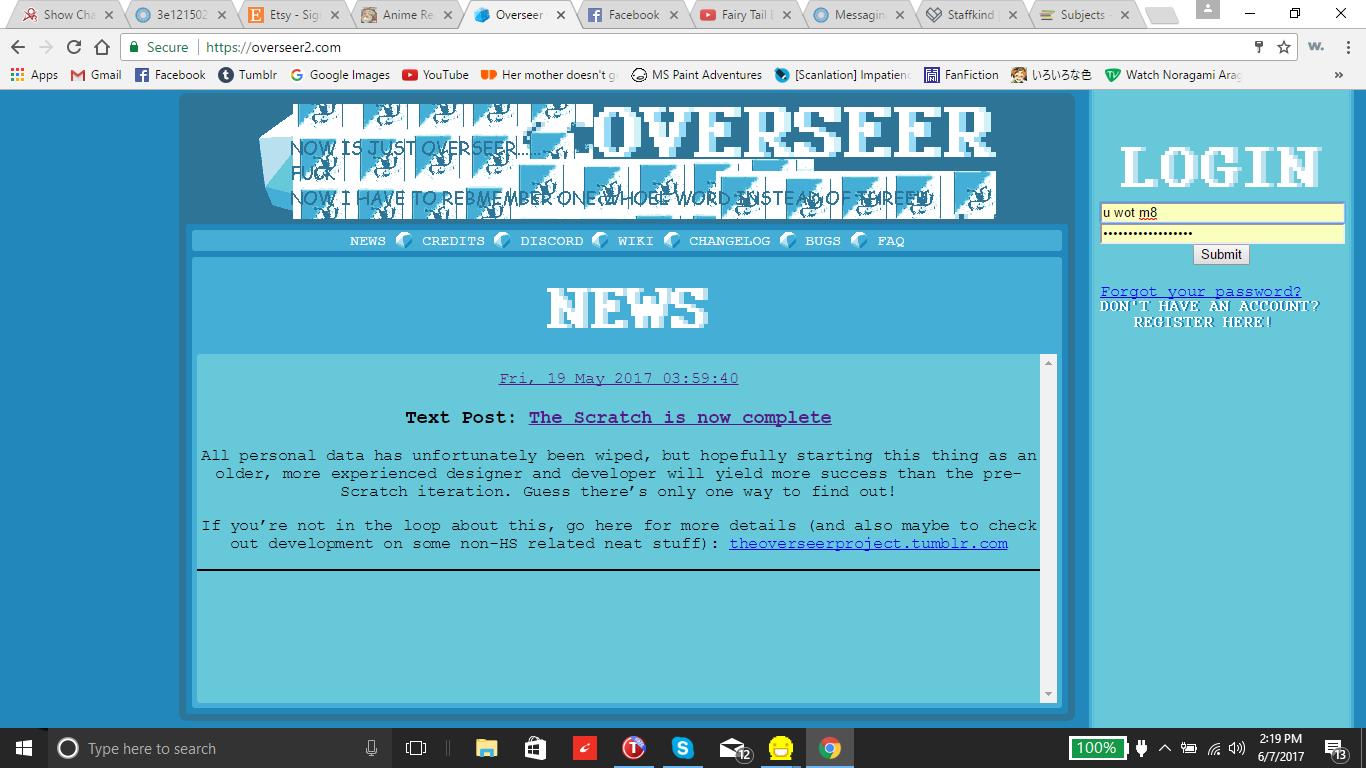 Show Cha
3e121502
Etsy - Sig
Anime Re
Overseer
Facebook
Fairy Tail E
Messagin
Staffkind
Subjects -
Secure
https://overseer2.com
w.
Apps
Gmail
Facebook
Tumblr
Google Images
YouTube
Her mother doesn't g
MS Paint Adventures
[Scanlation] Impatienc
FanFiction
いろいろな色
Watch Noragami Arag
»
OVERSEER
NOW IS JUST OVERSEER......
FUCK
NOW I HAVE TO REBMEMBER ONE WHOEL WORD INSTEAD OF THREE!!
NEWS
CREDITS
DISCORD
WIKI
CHANGELOG
BUGS
FAQ
LOGIN
u wot m8
••••••••••••••••••
Submit
Forgot your password?
DON'T HAVE AN ACCOUNT?
REGISTER HERE!
NEWS
Fri, 19 May 2017 03:59:40
Text Post: The Scratch is now complete
All personal data has unfortunately been wiped, but hopefully starting this thing as an
older, more experienced designer and developer will yield more success than the pre-
Scratch iteration. Guess there's only one way to find out!
If you're not in the loop about this, go here for more details (and also maybe to check
out development on some non-HS related neat stuff): theoverseerproject.tumblr.com
Type here to search
12
100%
2:19 PM
6/7/2017
13